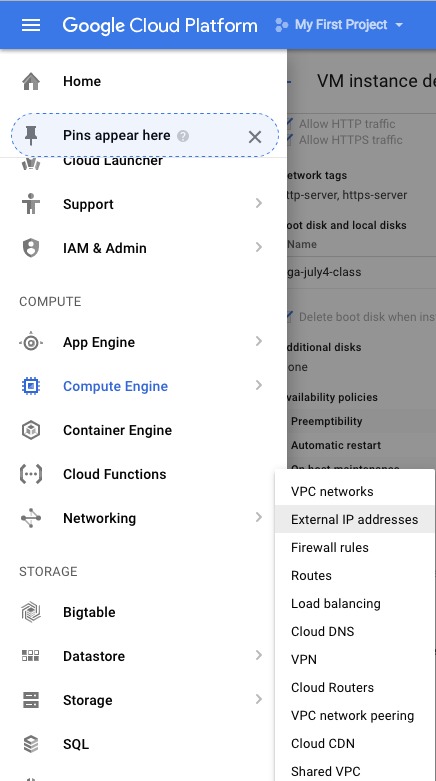 Google Cloud Platform
My First Project
Home
Pins appear here
Cloud Launcher
Support
IAM & Admin
COMPUTE
App Engine
Compute Engine
Container Engine
Cloud Functions
Networking
STORAGE
Bigtable
Datastore
Storage
SQL
VM instance de
Allow HTTP traffic
Allow HTTPS traffic
etwork tags
ttp-server, https-server
oot disk and local disks
Name
ga-july4-class
Delete boot disk when ins
dditional disks
one
vailability policies
Preemptibility
Automatic restart
On host maintenance
VPC networks
External IP addresses
Firewall rules
Routes
Load balancing
Cloud DNS
VPN
Cloud Routers
VPC network peering
Cloud CDN
Shared VPC